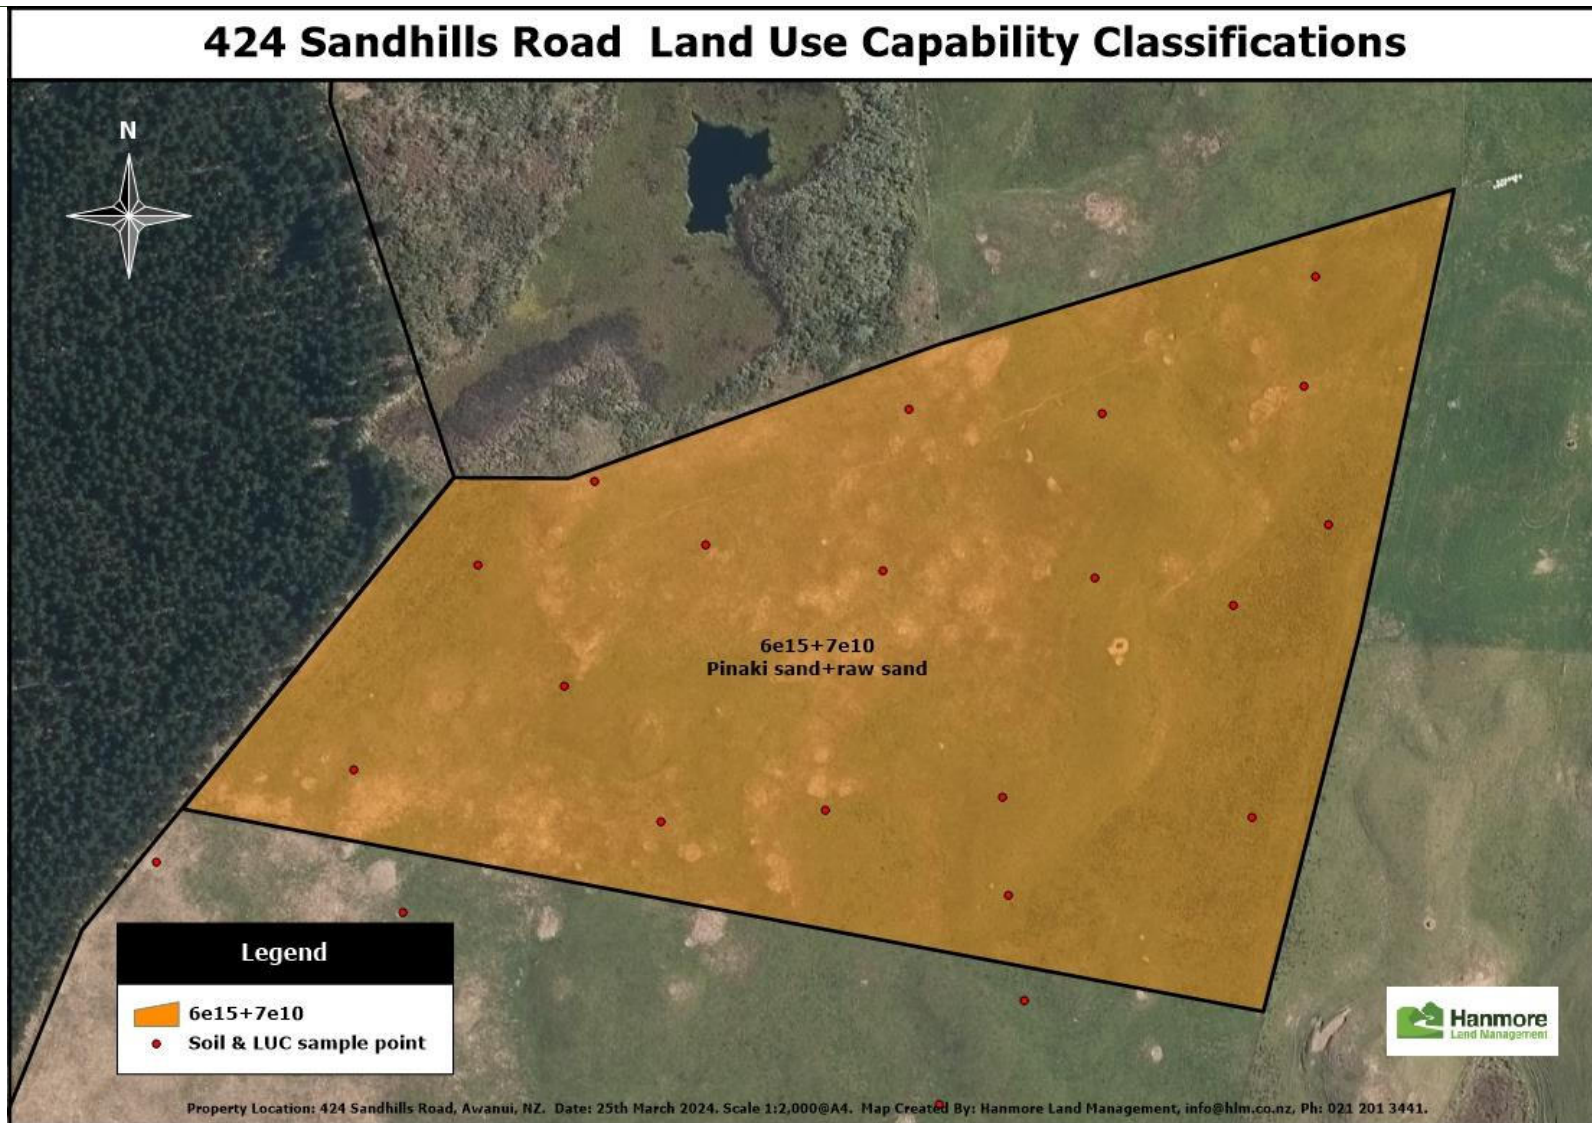 424 Sandhills Road  Land Use Capability Classifications
N
6e15+7e10
Pinaki sand+raw sand
Legend
6e15+7e10
Soil & LUC sample point
Hanmore
Land Management
Property Location: 424 Sandhills Road, Awanui, NZ.  Date: 25th March 2024. Scale 1:2,000@A4.  Map Created By: Hanmore Land Management, info@hlm.co.nz, Ph: 021 201 3441.